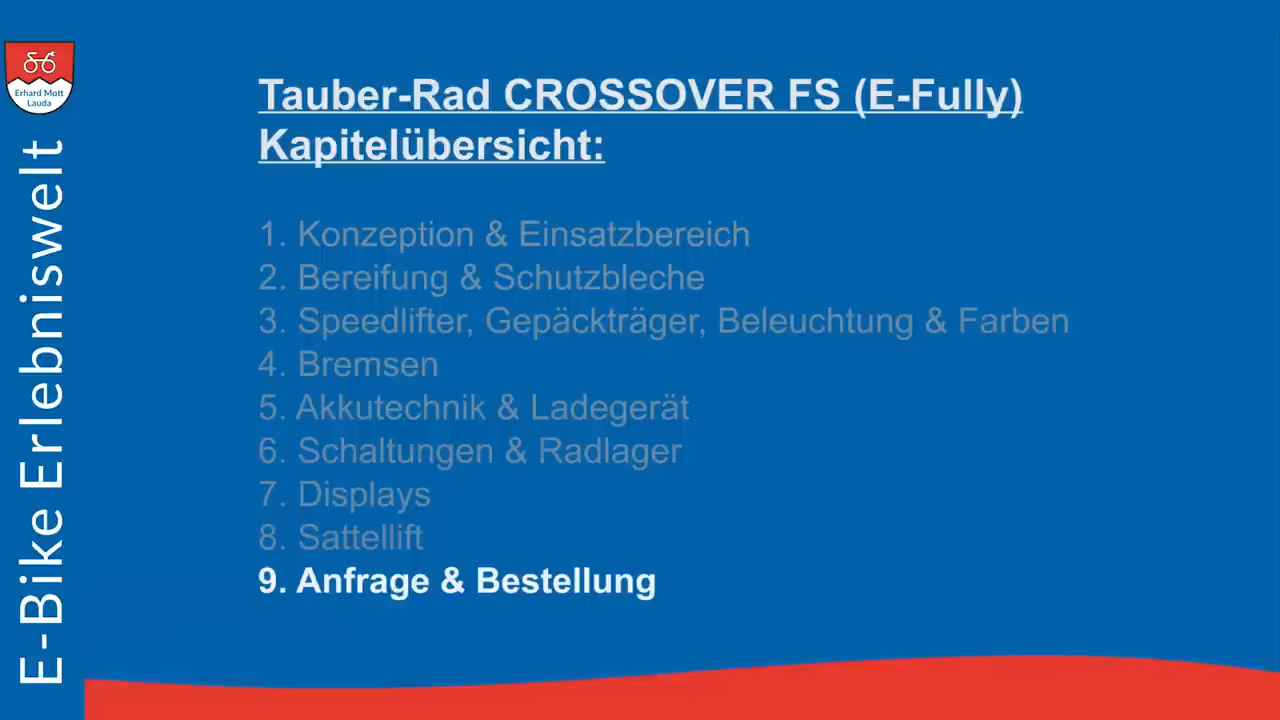 Erhard Mott
Lauda
E-Bike Erlebniswelt
Tauber-Rad CROSSOVER FS (E-Fully)
Kapitelübersicht:
1. Konzeption & Einsatzbereich
2. Bereifung & Schutzbleche
3. Speedlifter, Gepäckträger, Beleuchtung & Farben
4. Bremsen
5. Akkutechnik & Ladegerät
6. Schaltungen & Radlager
7. Displays
8. Sattellift
9. Anfrage & Bestellung